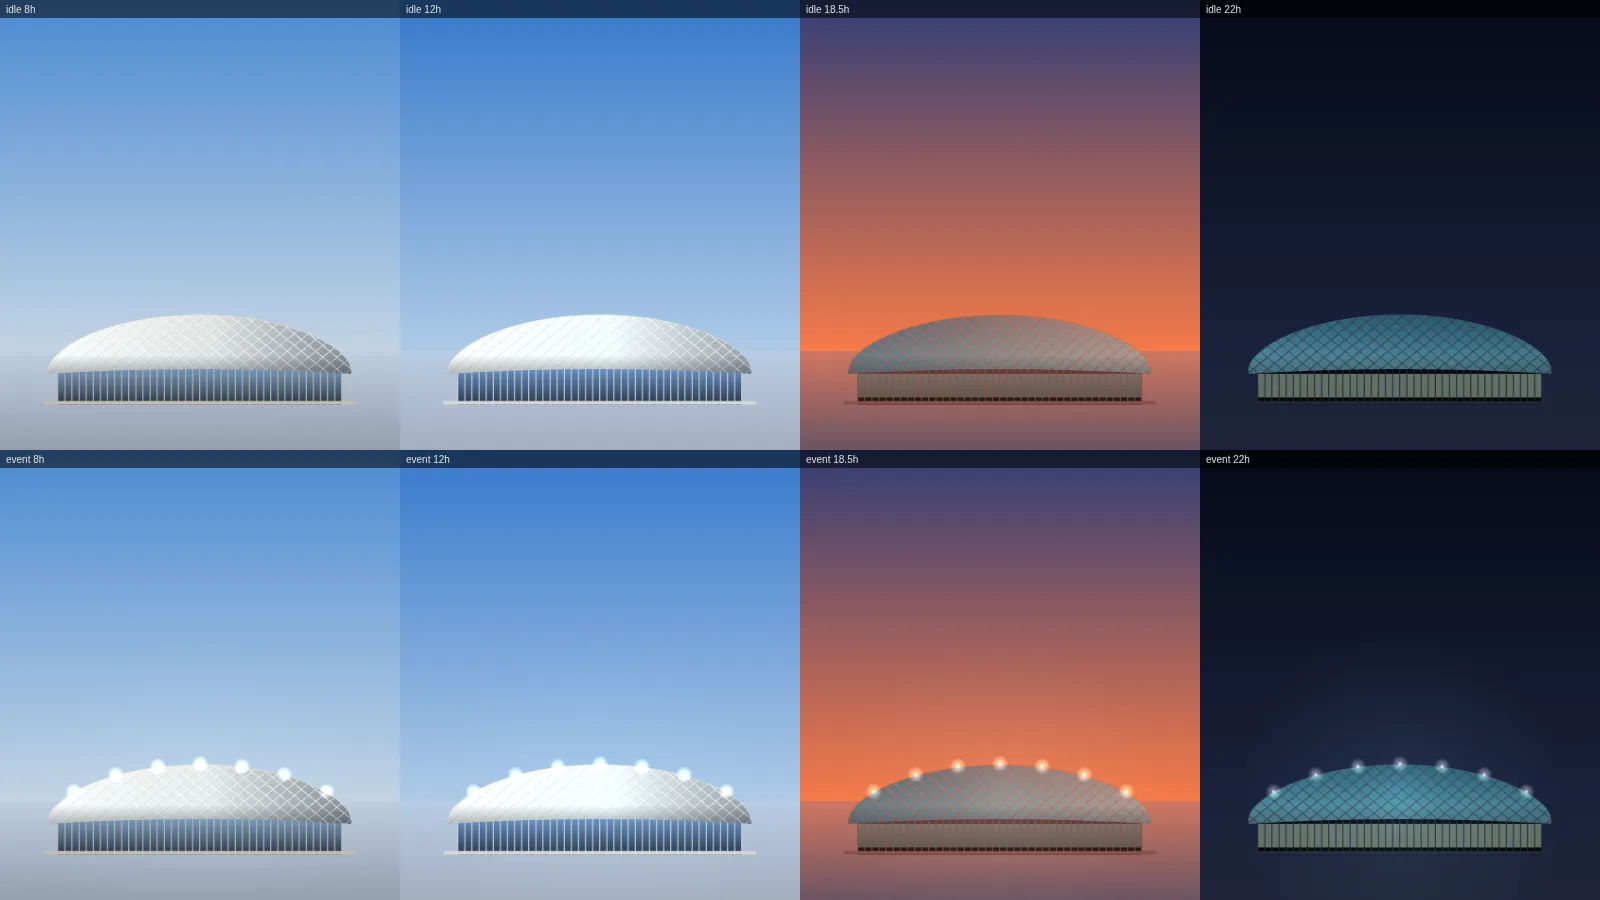 idle 8h
idle 12h
idle 18.5h
idle 22h
event 8h
event 12h
event 18.5h
event 22h